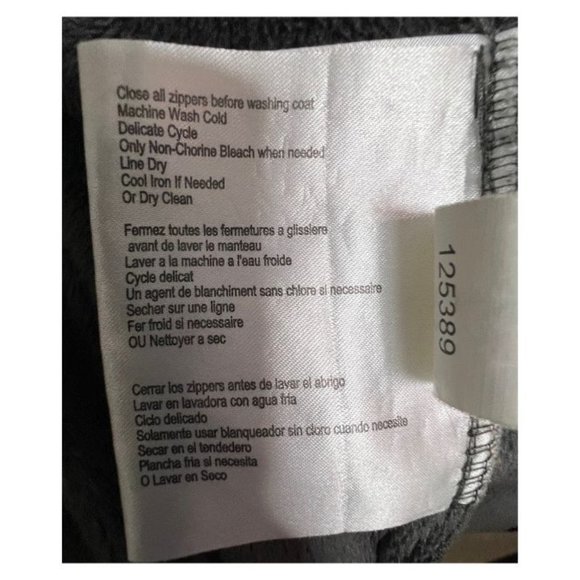 Close all zippers before washing coat
Machine Wash Cold
Delicate Cycle
Only Non-Chorine Bleach when needed
Line Dry
Cool Iron If Needed
Or Dry Clean
Fermez toutes les fermetures a glissiere
avant de laver le manteau
Laver a la machine a l'eau froide
Cycle delicat
Un agent de blanchiment sans chlore si necessaire
Secher sur une ligne
Fer froid si necessaire
OU Nettoyer a sec
Cerrar los zippers antes de lavar el abrigo
Lavar en lavadora con agua fria
Ciclo delicado
Solamente usar blanqueador sin cloro cuando necesite
Secar en el tendedero
Plancha fria si necesita
O Lavar en Seco
125389